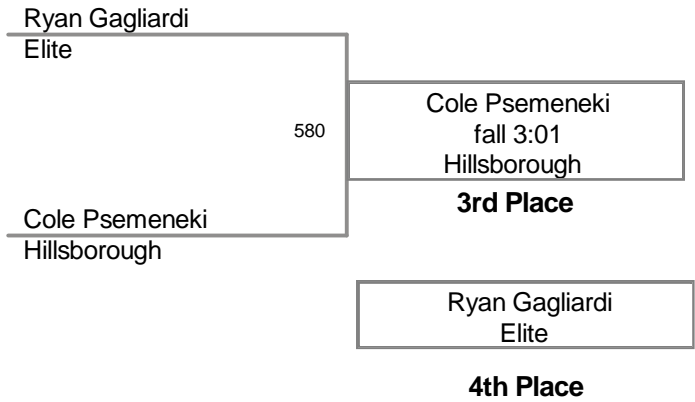 Ryan Gagliardi
Elite
580
Cole Psemeneki
fall 3:01
Hillsborough
3rd Place
Cole Psemeneki
Hillsborough
Ryan Gagliardi
Elite
4th Place